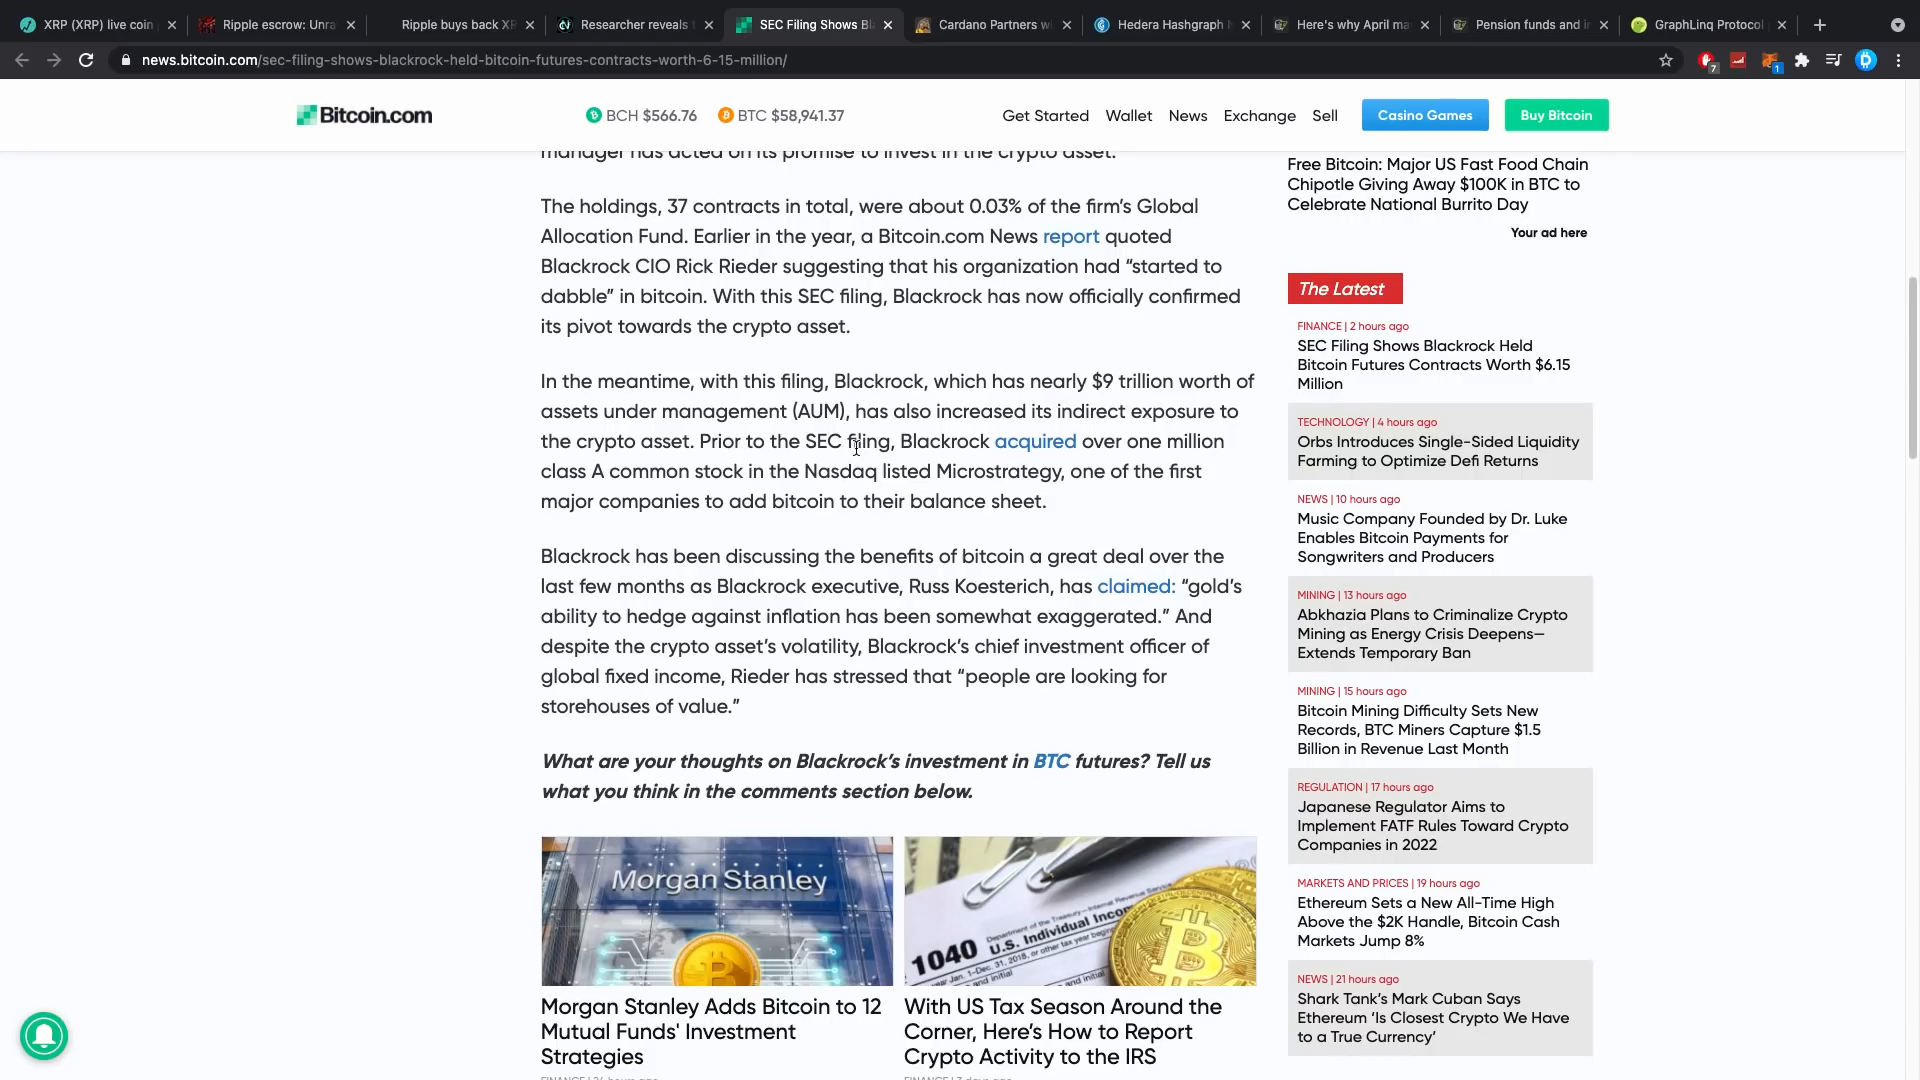 XRP (XRP) live coin
Ripple escrow: Unra
Ripple buys back XR
Researcher reveals
SEC Filing Shows Bl
Cardano Partners w
Hedera Hashgraph
Here's why April ma
Pension funds and i
GraphLinq Protocol
news.bitcoin.com/sec-filing-shows-blackrock-held-bitcoin-futures-contracts-worth-6-15-million/
7
1
Bitcoin.com
BCH $566.76
BTC $58,941.37
Get Started
Wallet
News
Exchange
Sell
Casino Games
Buy Bitcoin
manager has acted on its promise to invest in the crypto asset.
The holdings, 37 contracts in total, were about 0.03% of the firm’s Global
Allocation Fund. Earlier in the year, a Bitcoin.com News report quoted
Blackrock CIO Rick Rieder suggesting that his organization had “started to
dabble” in bitcoin. With this SEC filing, Blackrock has now officially confirmed
its pivot towards the crypto asset.
In the meantime, with this filing, Blackrock, which has nearly $9 trillion worth of
assets under management (AUM), has also increased its indirect exposure to
the crypto asset. Prior to the SEC filing, Blackrock acquired over one million
class A common stock in the Nasdaq listed Microstrategy, one of the first
major companies to add bitcoin to their balance sheet.
Blackrock has been discussing the benefits of bitcoin a great deal over the
last few months as Blackrock executive, Russ Koesterich, has claimed: “gold’s
ability to hedge against inflation has been somewhat exaggerated.” And
despite the crypto asset’s volatility, Blackrock’s chief investment officer of
global fixed income, Rieder has stressed that “people are looking for
storehouses of value.”
What are your thoughts on Blackrock’s investment in BTC futures? Tell us
what you think in the comments section below.
Morgan Stanley
1040
U.S. Individual Incom
Morgan Stanley Adds Bitcoin to 12
Mutual Funds' Investment
Strategies
With US Tax Season Around the
Corner, Here’s How to Report
Crypto Activity to the IRS
Free Bitcoin: Major US Fast Food Chain
Chipotle Giving Away $100K in BTC to
Celebrate National Burrito Day
Your ad here
The Latest
FINANCE | 2 hours ago
SEC Filing Shows Blackrock Held
Bitcoin Futures Contracts Worth $6.15
Million
TECHNOLOGY | 4 hours ago
Orbs Introduces Single-Sided Liquidity
Farming to Optimize Defi Returns
NEWS | 10 hours ago
Music Company Founded by Dr. Luke
Enables Bitcoin Payments for
Songwriters and Producers
MINING | 13 hours ago
Abkhazia Plans to Criminalize Crypto
Mining as Energy Crisis Deepens—
Extends Temporary Ban
MINING | 15 hours ago
Bitcoin Mining Difficulty Sets New
Records, BTC Miners Capture $1.5
Billion in Revenue Last Month
REGULATION | 17 hours ago
Japanese Regulator Aims to
Implement FATF Rules Toward Crypto
Companies in 2022
MARKETS AND PRICES | 19 hours ago
Ethereum Sets a New All-Time High
Above the $2K Handle, Bitcoin Cash
Markets Jump 8%
NEWS | 21 hours ago
Shark Tank’s Mark Cuban Says
Ethereum ‘Is Closest Crypto We Have
to a True Currency’